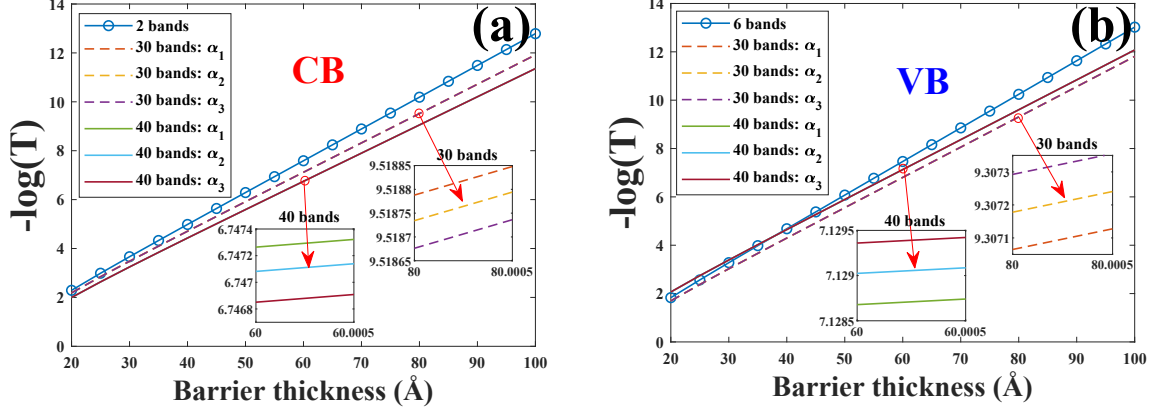 (a)
CB
-log(T)
14
12
10
8
6
4
2
0
2 bands
30 bands: α1
30 bands: α2
30 bands: α3
40 bands: α1
40 bands: α2
40 bands: α3
30 bands
9.51885
9.5188
9.51875
9.5187
9.51865
80
80.0005
40 bands
6.7474
6.7472
6.747
6.7468
60
60.0005
20 30 40 50 60 70 80 90 100
Barrier thickness (Å)
(b)
VB
-log(T)
14
12
10
8
6
4
2
0
6 bands
30 bands: α1
30 bands: α2
30 bands: α3
40 bands: α1
40 bands: α2
40 bands: α3
30 bands
9.3073
9.3072
9.3071
80
80.0005
40 bands
7.1295
7.129
7.1285
60
60.0005
20 30 40 50 60 70 80 90 100
Barrier thickness (Å)